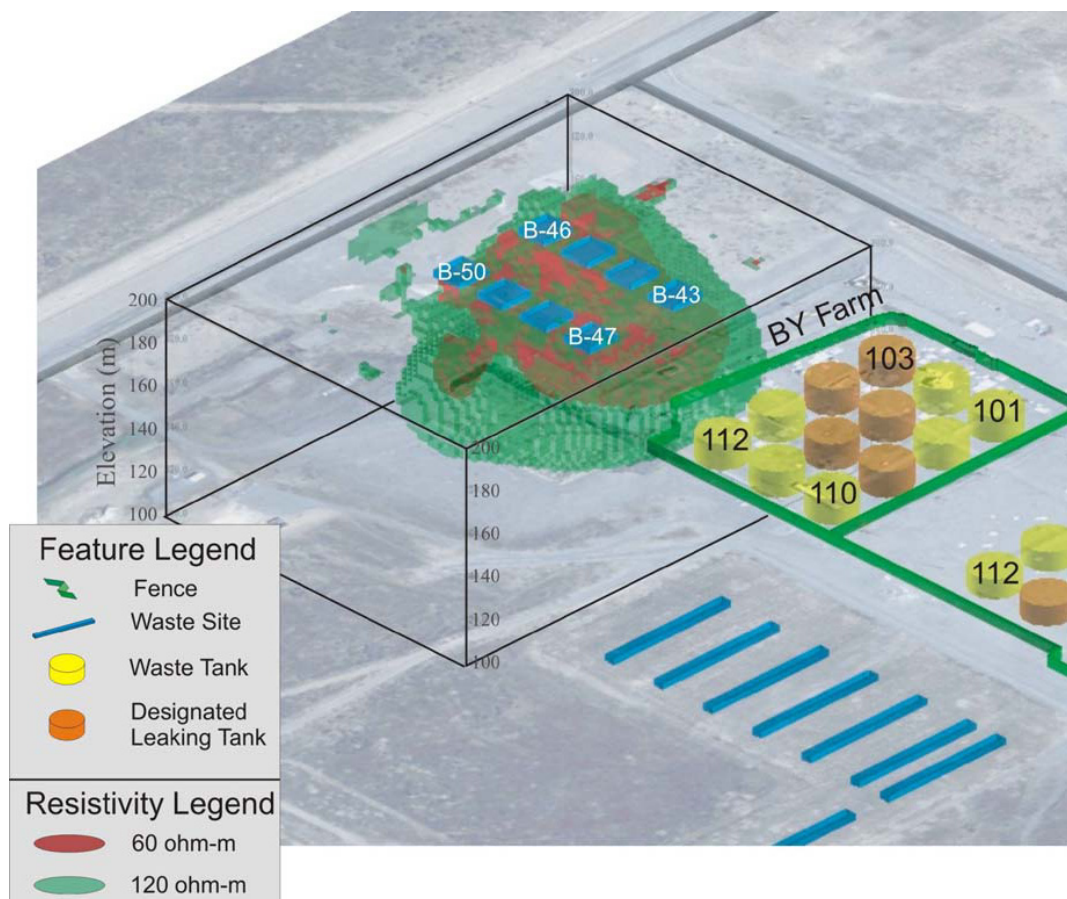 B-46
B-50
B-43
B-47
BY Farm
103
101
112
110
112
Elevation (m)
200
180
160
140
120
100
200
180
160
140
120
100
Feature Legend
Fence
Waste Site
Waste Tank
Designated
Leaking Tank
Resistivity Legend
60 ohm-m
120 ohm-m